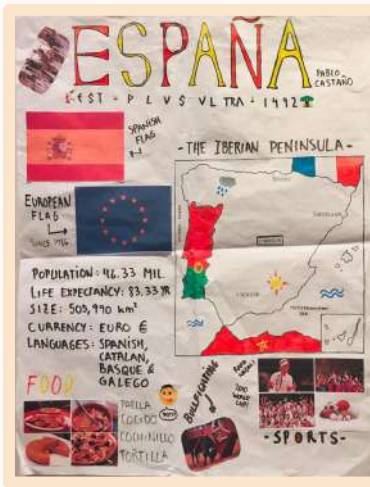 ESPAÑA
PABLO
CASTAÑO
EST - PLVS VLTRA - 1492
SPANISH
FLAG
- THE IBERIAN PENINSULA -
EUROPEAN
FLAG
SINCE 1986
POPULATION: 46.33 MIL.
LIFE EXPECTANCY: 83.33 YR
SIZE: 505,990 km²
CURRENCY: EURO €
LANGUAGES: SPANISH,
CATALAN,
BASQUE &
GALEGO
FOOD
PAELLA
COCIDO
COCHINILLO
TORTILLA
BULLFIGHTING
RAFA NADAL!
2010
WORLD
CUP!
- SPORTS -